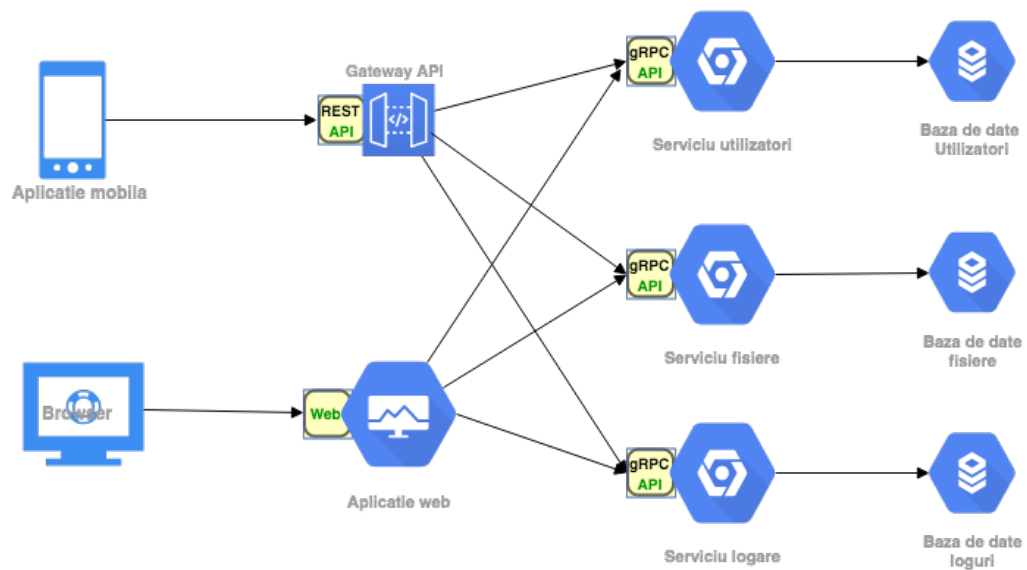 gRPC
API
Gateway API
REST
API
Serviciu utilizatori
Baza de date
Utilizatori
Aplicatie mobila
gRPC
API
Serviciu fisiere
Baza de date
fisiere
Browser
Web
Aplicatie web
gRPC
API
Serviciu logare
Baza de date
loguri